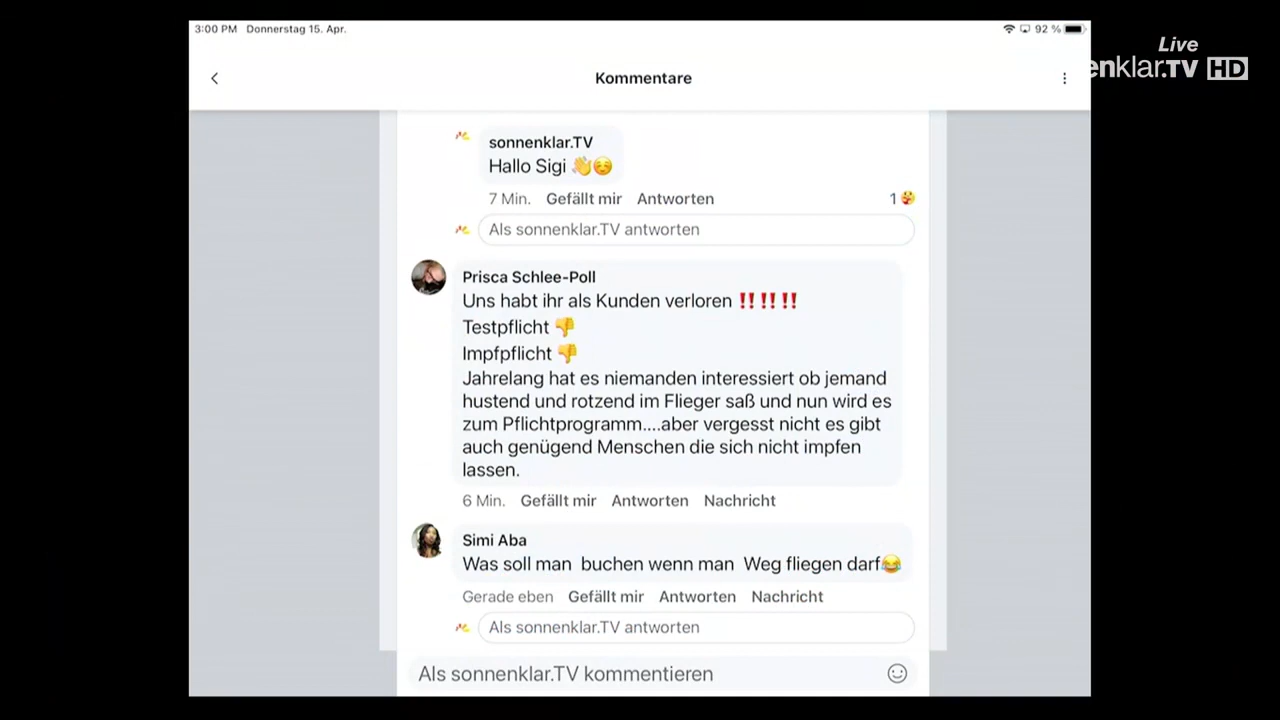 3:00 PM Donnerstag 15. Apr.
92 %
Live
enklar.TV HD
Kommentare
sonnenklar.TV
Hallo Sigi 👋☺️
7 Min. Gefällt mir Antworten
1
Als sonnenklar.TV antworten
Prisca Schlee-Poll
Uns habt ihr als Kunden verloren ‼️‼️‼️
Testpflicht 👎
Impfpflicht 👎
Jahrelang hat es niemanden interessiert ob jemand
hustend und rotzend im Flieger saß und nun wird es
zum Pflichtprogramm....aber vergesst nicht es gibt
auch genügend Menschen die sich nicht impfen
lassen.
6 Min. Gefällt mir Antworten Nachricht
Simi Aba
Was soll man buchen wenn man Weg fliegen darf😂
Gerade eben Gefällt mir Antworten Nachricht
Als sonnenklar.TV antworten
Als sonnenklar.TV kommentieren